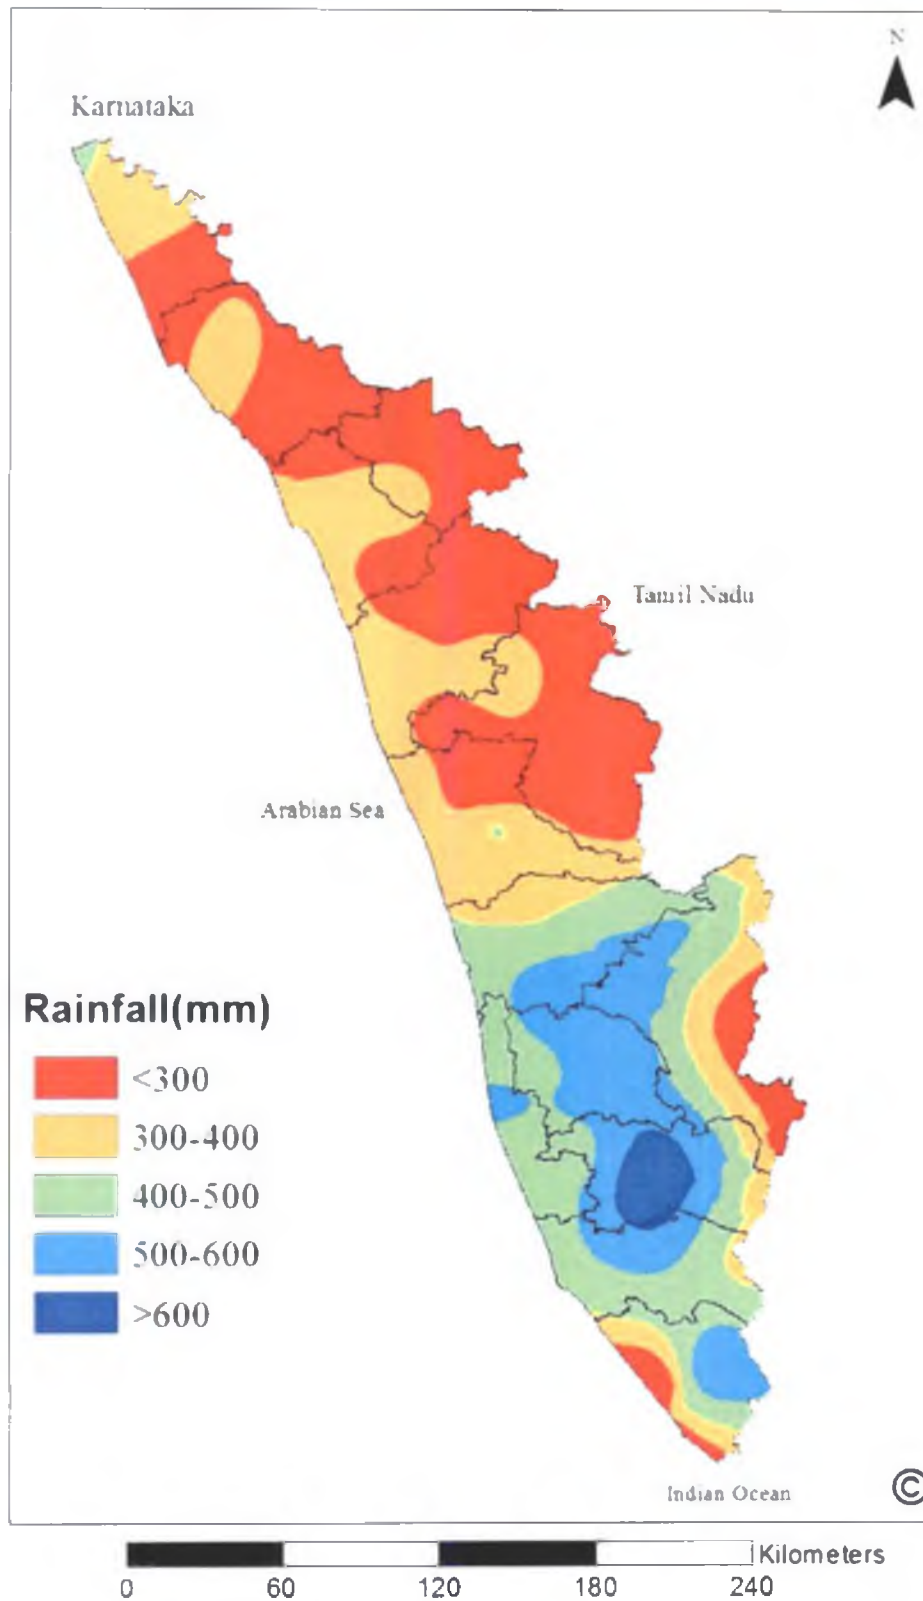 N
Karnataka
Tamil Nadu
Arabian Sea
Rainfall(mm)
<300
300-400
400-500
500-600
>600
Indian Ocean
©
Kilometers
0 60 120 180 240